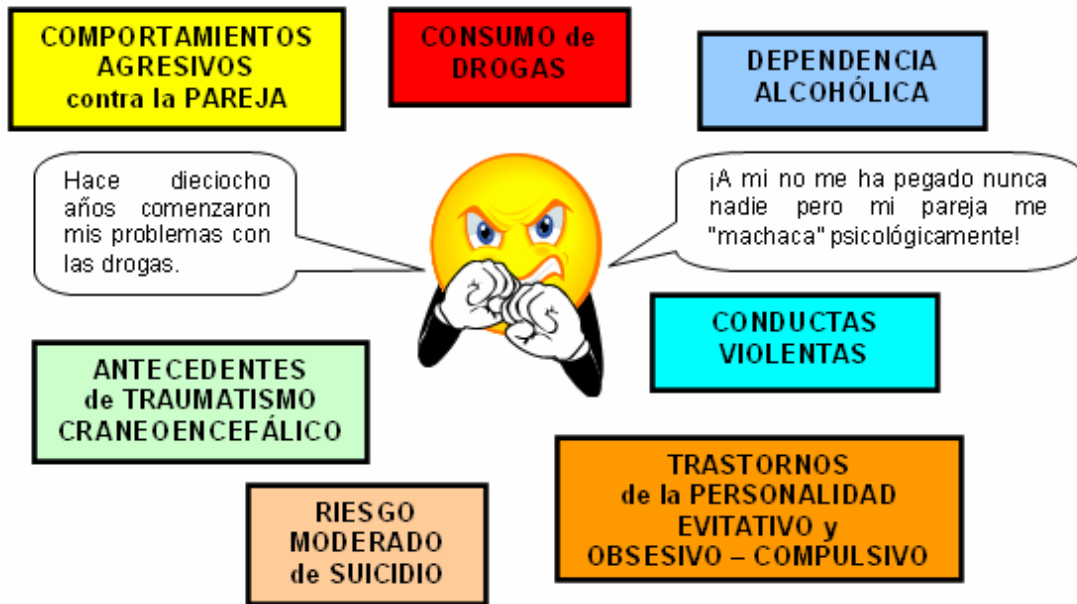 COMPORTAMIENTOS
AGRESIVOS
contra la PAREJA
CONSUMO de
DROGAS
DEPENDENCIA
ALCOHÓLICA
Hace dieciocho
años comenzaron
mis problemas con
las drogas.
¡A mi no me ha pegado nunca
nadie pero mi pareja me
"machaca" psicológicamente!
CONDUCTAS
VIOLENTAS
ANTECEDENTES
de TRAUMATISMO
CRANEOENCEFÁLICO
TRASTORNOS
de la PERSONALIDAD
EVITATIVO y
OBSESIVO – COMPULSIVO
RIESGO
MODERADO
de SUICIDIO